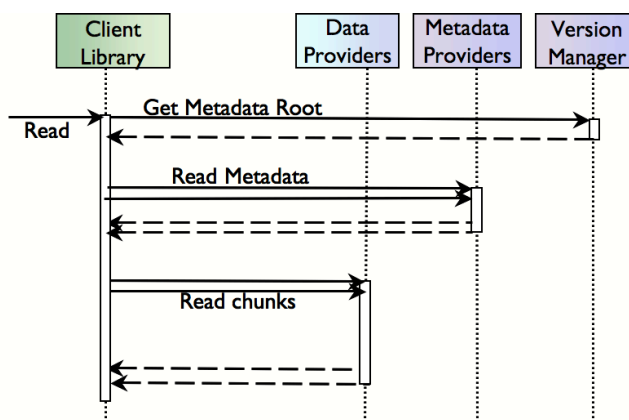 Client
Library
Data
Providers
Metadata
Providers
Version
Manager
Get Metadata Root
Read
Read Metadata
Read chunks